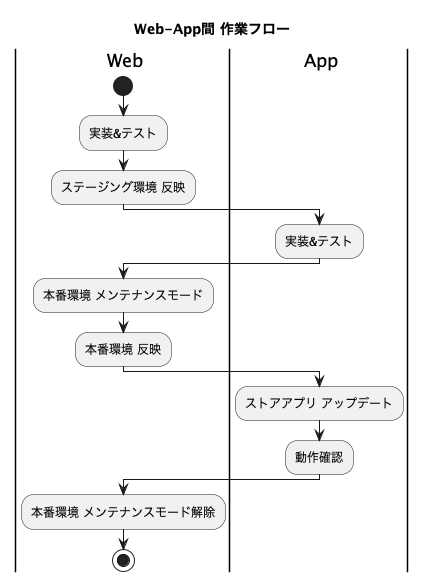 Web-App間 作業フロー
Web
App
実装&テスト
ステージング環境 反映
実装&テスト
本番環境 メンテナンスモード
本番環境 反映
ストアアプリ アップデート
動作確認
本番環境 メンテナンスモード解除